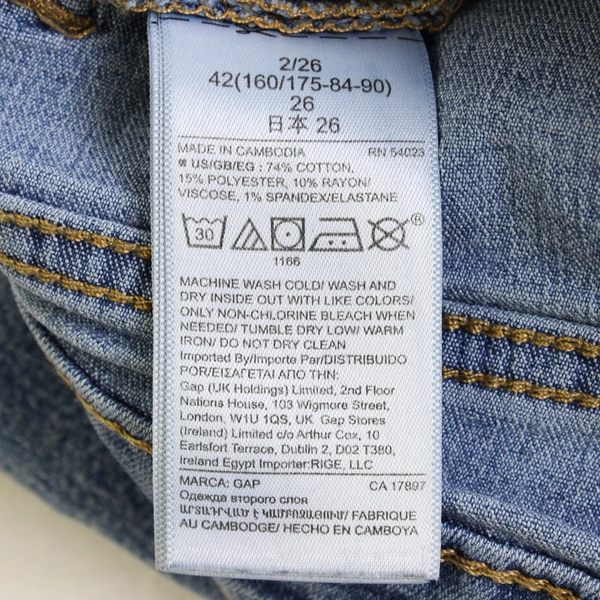 2/26
42(160/175-84-90)
26
日本 26
MADE IN CAMBODIA RN 54023
US/GB/EG : 74% COTTON,
15% POLYESTER, 10% RAYON/
VISCOSE, 1% SPANDEX/ELASTANE
30 ®
1166
MACHINE WASH COLD/ WASH AND
DRY INSIDE OUT WITH LIKE COLORS/
ONLY NON-CHLORINE BLEACH WHEN
NEEDED/ TUMBLE DRY LOW/ WARM
IRON/ DO NOT DRY CLEAN
Imported By/Importe Par/DISTRIBUIDO
POR/ΕΙΣΑΓΕΤΑΙ ΑΠΟ ΤΗΝ:
Gap (UK Holdings) Limited, 2nd Floor
Nations House, 103 Wigmore Street,
London, W1U 1QS, UK Gap Stores
(Ireland) Limited c/o Arthur Cox, 10
Earlsfort Terrace, Dublin 2, D02 T380,
Ireland Egypt Importer:RIGE, LLC
MARCA: GAP CA 17897
Одежда второго слоя
ԱՐՏԱԴՐՎԱԾ Է ԿԱՄԲՈՋԱՅՈՒՄ/ FABRIQUE
AU CAMBODGE/ HECHO EN CAMBOYA